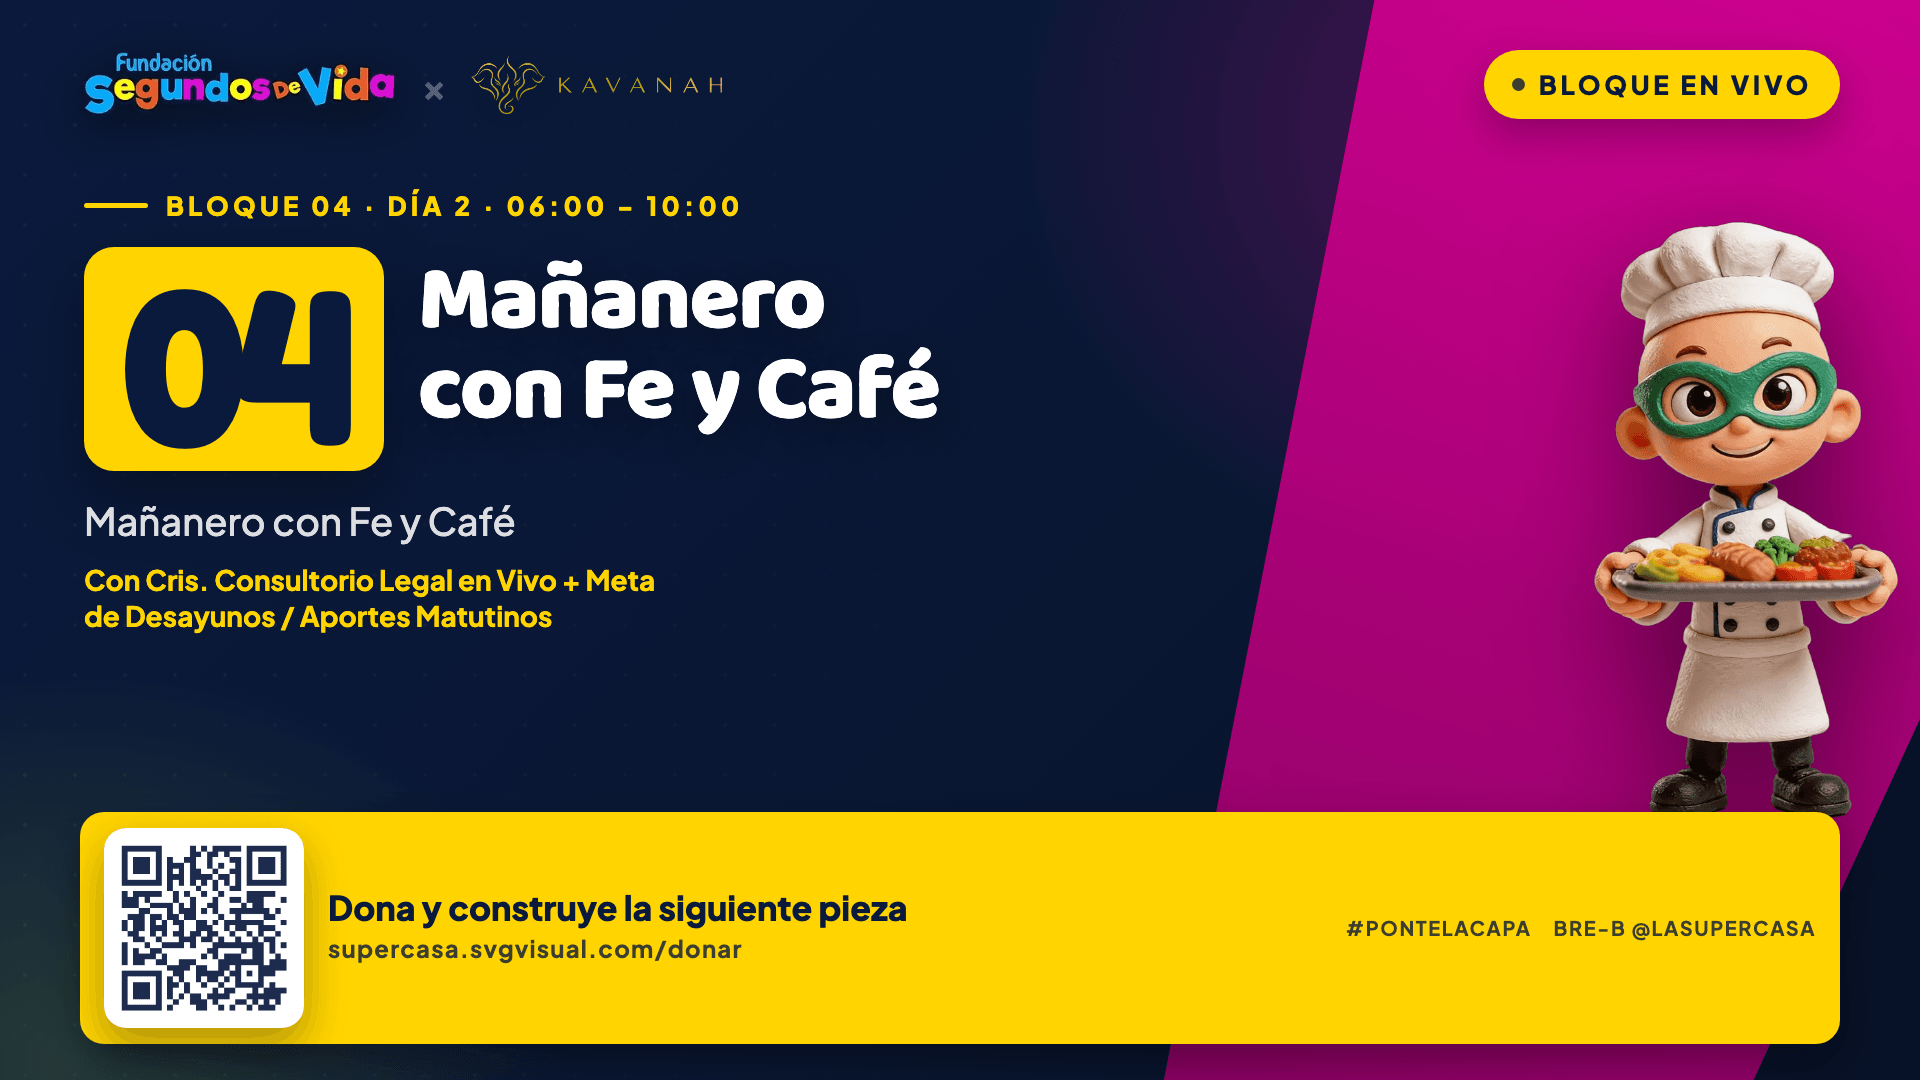 Fundación
Segundos de Vida
×
KAVANAH
BLOQUE EN VIVO
BLOQUE 04 · DÍA 2 · 06:00 – 10:00
04
Mañanero
con Fe y Café
Mañanero con Fe y Café
Con Cris. Consultorio Legal en Vivo + Meta
de Desayunos / Aportes Matutinos
Dona y construye la siguiente pieza
supercasa.svgvisual.com/donar
#PONTELACAPA BRE-B @LASUPERCASA